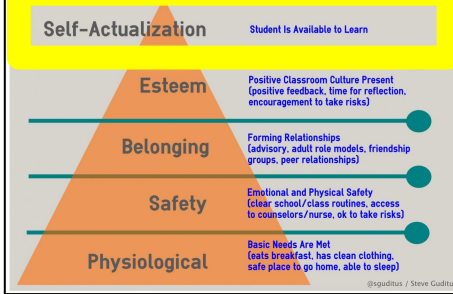 Self-Actualization
Student Is Available to Learn
Esteem
Positive Classroom Culture Present
(positive feedback, time for reflection,
encouragement to take risks)
Belonging
Forming Relationships
(advisory, adult role models, friendship
groups, peer relationships)
Safety
Emotional and Physical Safety
(clear school/class routines, access
to counselors/nurse, ok to take risks)
Physiological
Basic Needs Are Met
(eats breakfast, has clean clothing,
safe place to go home, able to sleep)
@sguditus / Steve Guditu